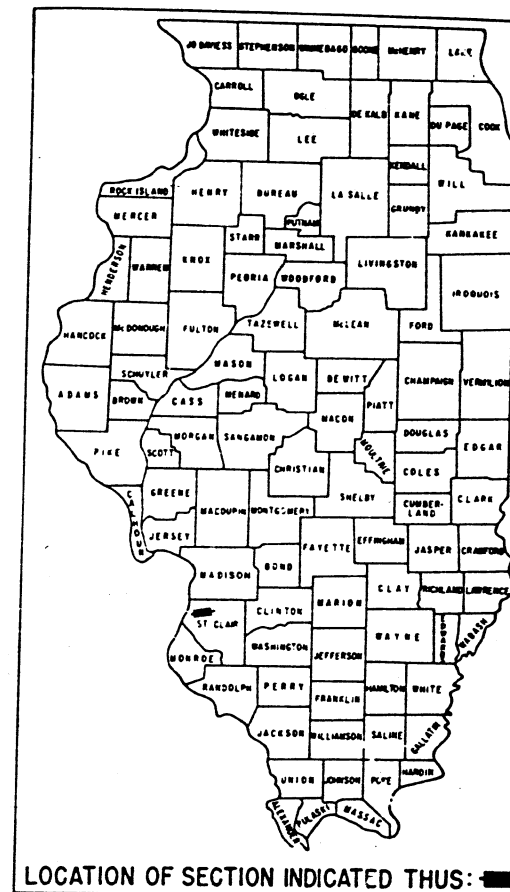 JO DAVIESS STEPHENSON WINNEBAGO BOONE McHENRY LAKE
CARROLL OGLE DE KALB KANE DU PAGE COOK
WHITESIDE LEE KENDALL WILL
ROCK ISLAND HENRY BUREAU PUTNAM LA SALLE GRUNDY
MERCER STARK MARSHALL KANKAKEE
HENDERSON WARREN KNOX PEORIA WOODFORD LIVINGSTON IROQUOIS
HANCOCK McDONOUGH FULTON TAZEWELL McLEAN FORD
SCHUYLER MASON LOGAN DEWITT CHAMPAIGN VERMILION
ADAMS BROWN CASS MENARD MACON PIATT
PIKE SCOTT MORGAN SANGAMON MOULTRIE DOUGLAS EDGAR
CHRISTIAN COLES
CALHOUN GREENE MACOUPIN MONTGOMERY SHELBY CUMBER-
LAND CLARK
JERSEY FAYETTE EFFINGHAM JASPER CRAWFORD
MADISON BOND CLAY RICHLAND LAWRENCE
ST. CLAIR CLINTON MARION WAYNE EDWARDS WABASH
MONROE WASHINGTON JEFFERSON
RANDOLPH PERRY FRANKLIN HAMILTON WHITE
JACKSON WILLIAMSON SALINE GALLATIN
UNION JOHNSON POPE HARDIN
ALEXANDER PULASKI MASSAC
LOCATION OF SECTION INDICATED THUS: